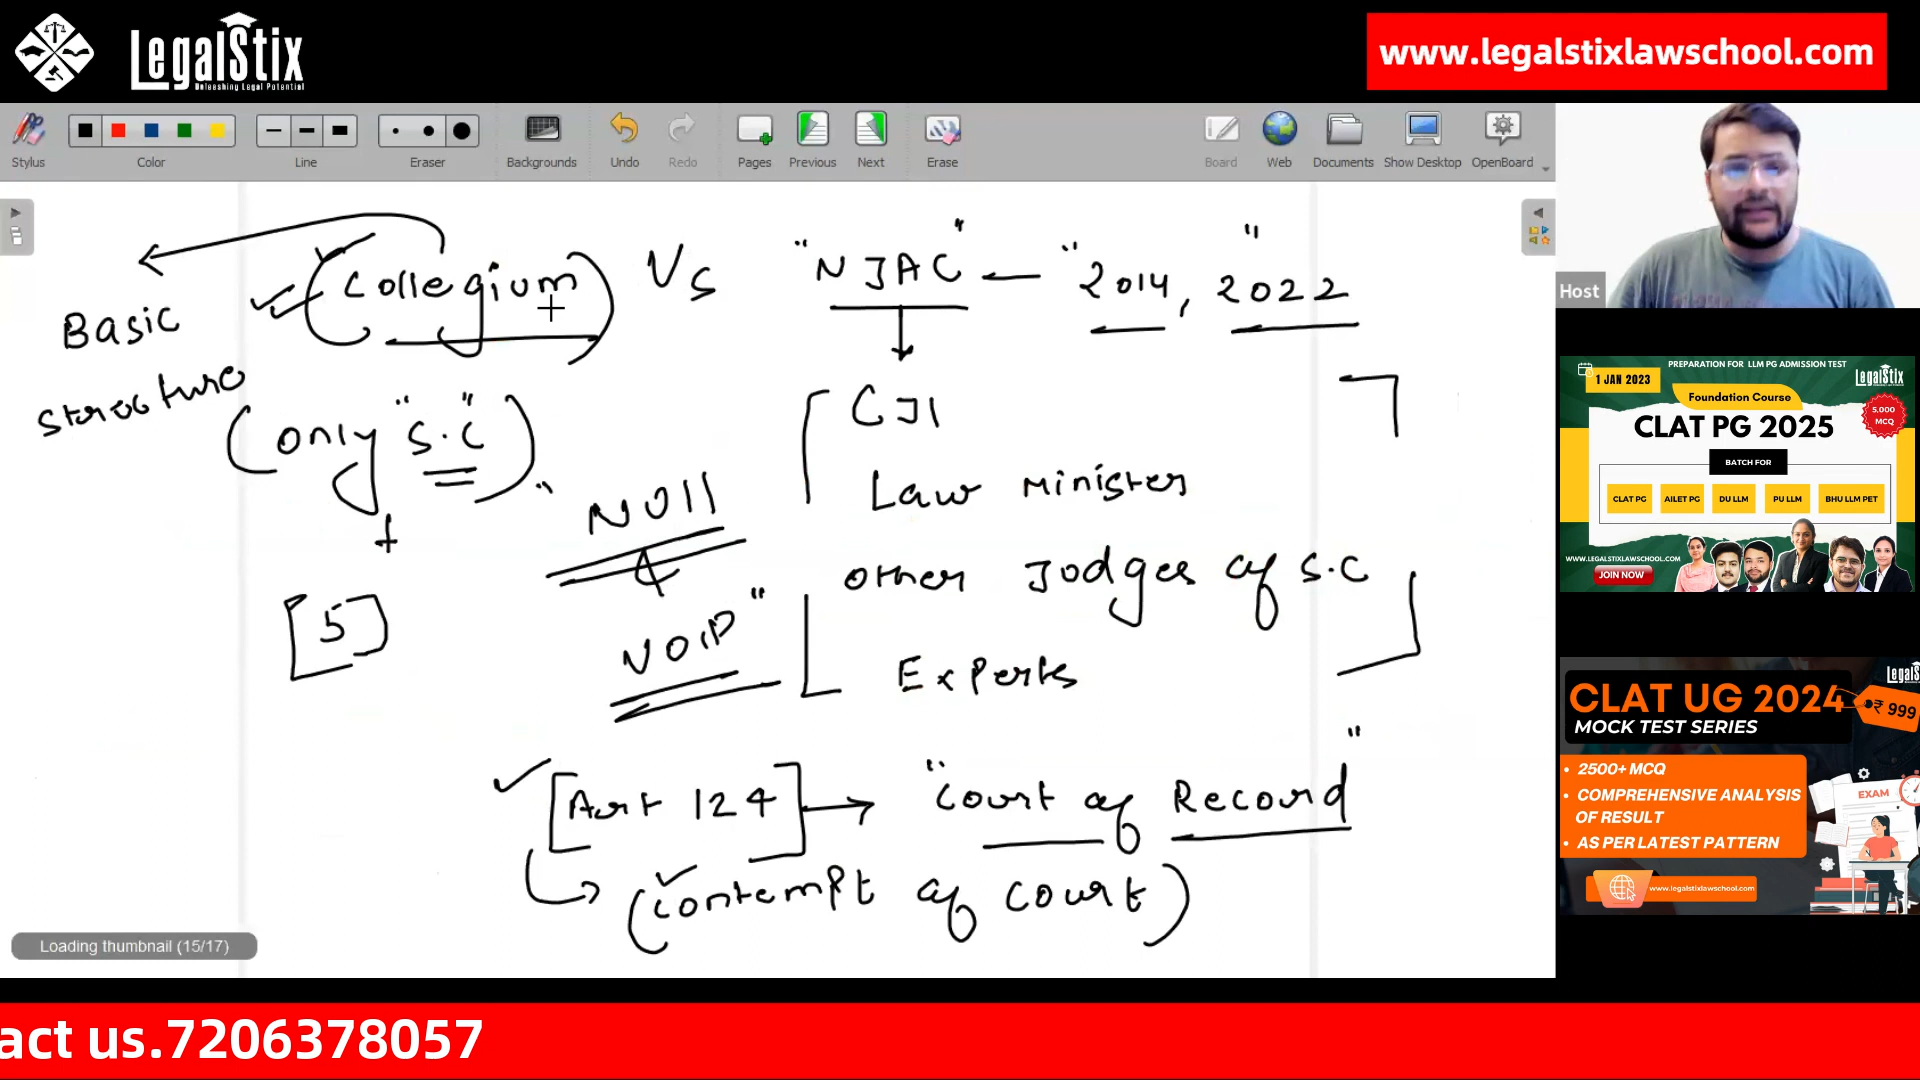 LegalStix
Unleashing Legal Potential
www.legalstixlawschool.com
Stylus
Color
Line
Eraser
Backgrounds
Undo
Redo
Pages
Previous
Next
Erase
Board
Web
Documents
Show Desktop
OpenBoard
Collegium Vs "NJAC" "2014, 2022"
Basic
structure
(only "S.C")
+
[5]
"Null
&
Void"
CJI
Law Minister
Other Judges of S.C
Experts
[Art 124] → "Court of Record"
(Contempt of Court)
Loading thumbnail (15/17)
Host
PREPARATION FOR LLM PG ADMISSION TEST
1 JAN 2023
LegalStix
Foundation Course
5,000
MCQ
CLAT PG 2025
BATCH FOR
CLAT PG
AILET PG
DU LLM
PU LLM
BHU LLM PET
WWW.LEGALSTIXLAWSCHOOL.COM
JOIN NOW
CLAT UG 2024
₹ 999
MOCK TEST SERIES
• 2500+ MCQ
• COMPREHENSIVE ANALYSIS
OF RESULT
• AS PER LATEST PATTERN
EXAM
www.legalstixlawschool.com
act us.7206378057